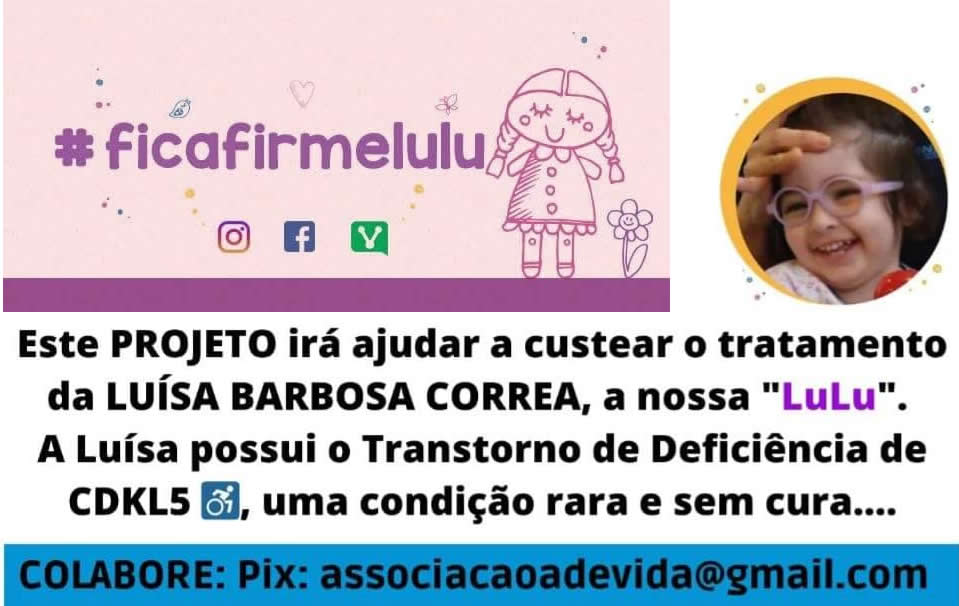 #ficafirmelulu
Este PROJETO irá ajudar a custear o tratamento
da LUÍSA BARBOSA CORREA, a nossa "LuLu".
A Luísa possui o Transtorno de Deficiência de
CDKL5 ♿, uma condição rara e sem cura....
COLABORE: Pix: associacaoadevida@gmail.com